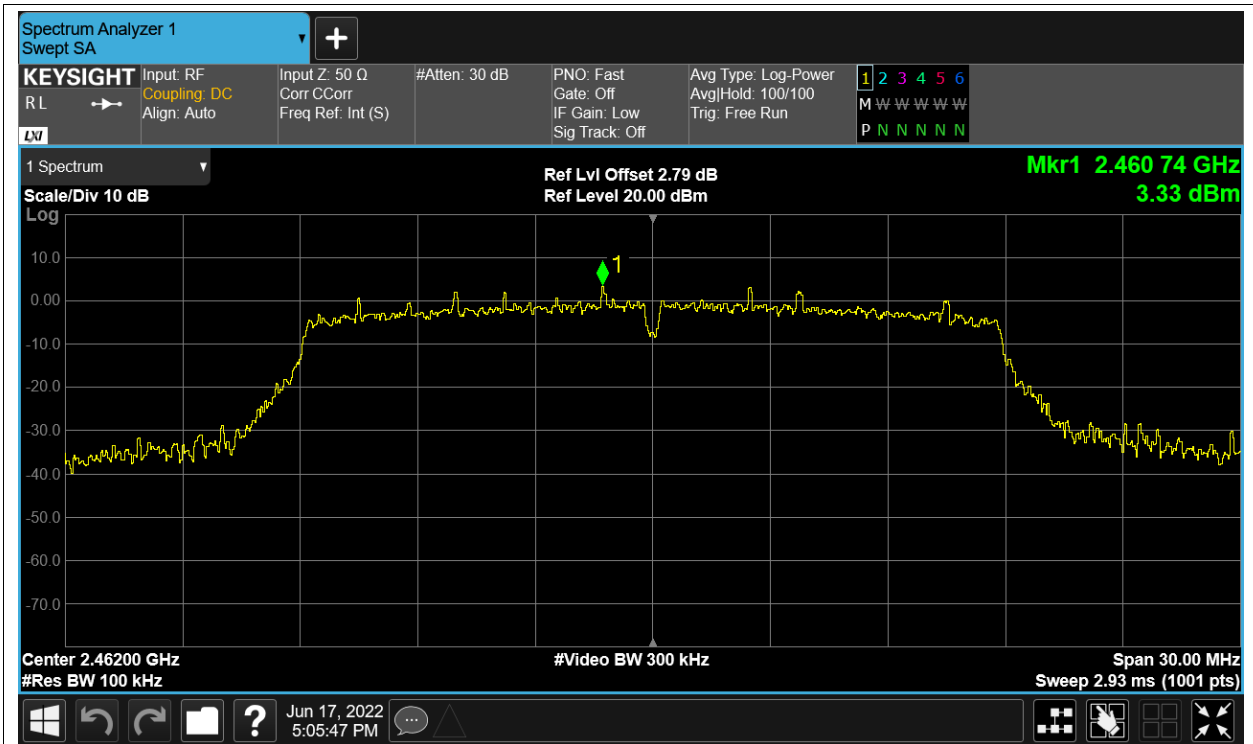 Spectrum Analyzer 1
Swept SA
KEYSIGHT
R L
LXI
Input: RF
Coupling: DC
Align: Auto
Input Z: 50 Ω
Corr CCorr
Freq Ref: Int (S)
#Atten: 30 dB
PNO: Fast
Gate: Off
IF Gain: Low
Sig Track: Off
Avg Type: Log-Power
Avg|Hold: 100/100
Trig: Free Run
1 2 3 4 5 6
M W W W W W
P N N N N N
1 Spectrum
Scale/Div 10 dB
Log
Ref Lvl Offset 2.79 dB
Ref Level 20.00 dBm
Mkr1 2.460 74 GHz
3.33 dBm
1
10.0
0.00
-10.0
-20.0
-30.0
-40.0
-50.0
-60.0
-70.0
Center 2.46200 GHz
#Res BW 100 kHz
#Video BW 300 kHz
Span 30.00 MHz
Sweep 2.93 ms (1001 pts)
?
Jun 17, 2022
5:05:47 PM